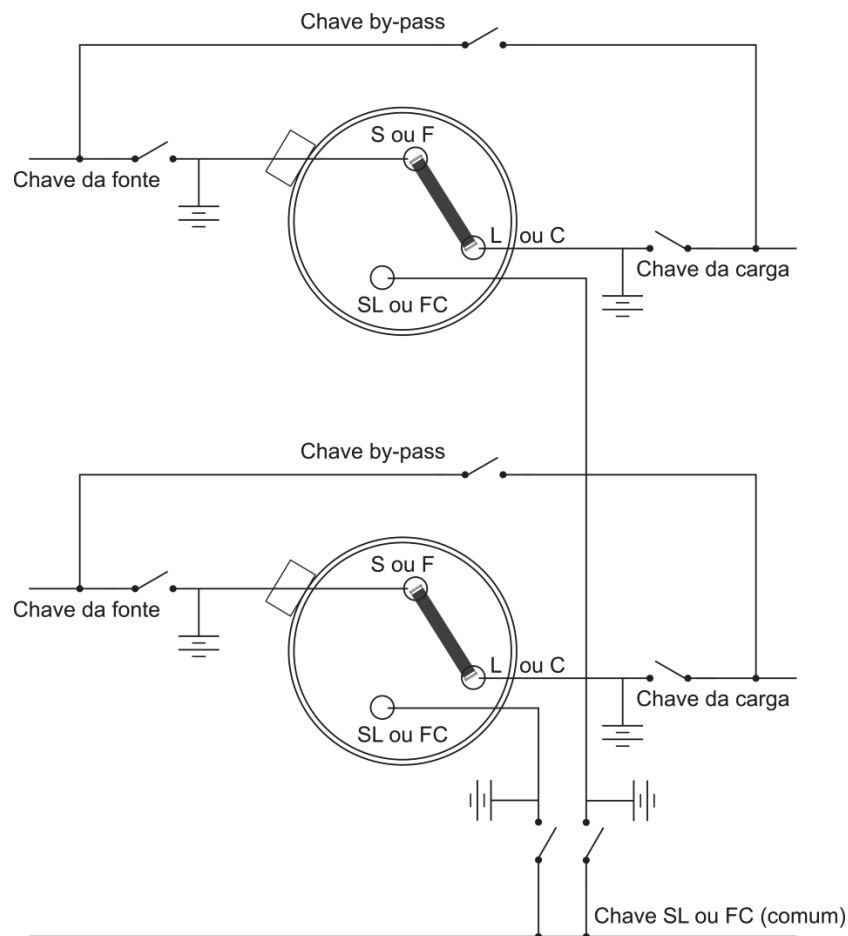 Chave by-pass
S ou F
Chave da fonte
L ou C
Chave da carga
SL ou FC
Chave by-pass
S ou F
Chave da fonte
L ou C
Chave da carga
SL ou FC
Chave SL ou FC (comum)